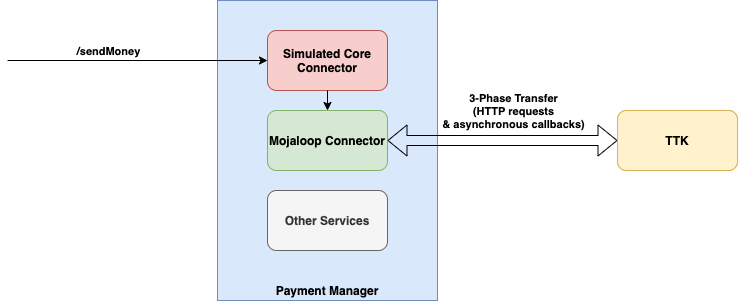 /sendMoney
Simulated Core
Connector
3-Phase Transfer
(HTTP requests
& asynchronous callbacks)
Mojaloop Connector
TTK
Other Services
Payment Manager